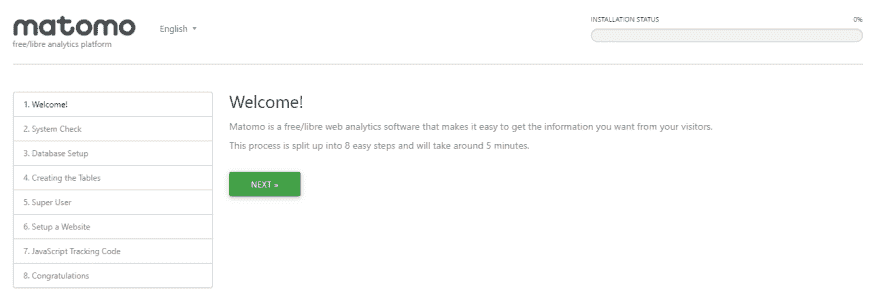 matomo
free/libre analytics platform
English
INSTALLATION STATUS
0%
1. Welcome!
2. System Check
3. Database Setup
4. Creating the Tables
5. Super User
6. Setup a Website
7. JavaScript Tracking Code
8. Congratulations
Welcome!
Matomo is a free/libre web analytics software that makes it easy to get the information you want from your visitors.
This process is split up into 8 easy steps and will take around 5 minutes.
NEXT »